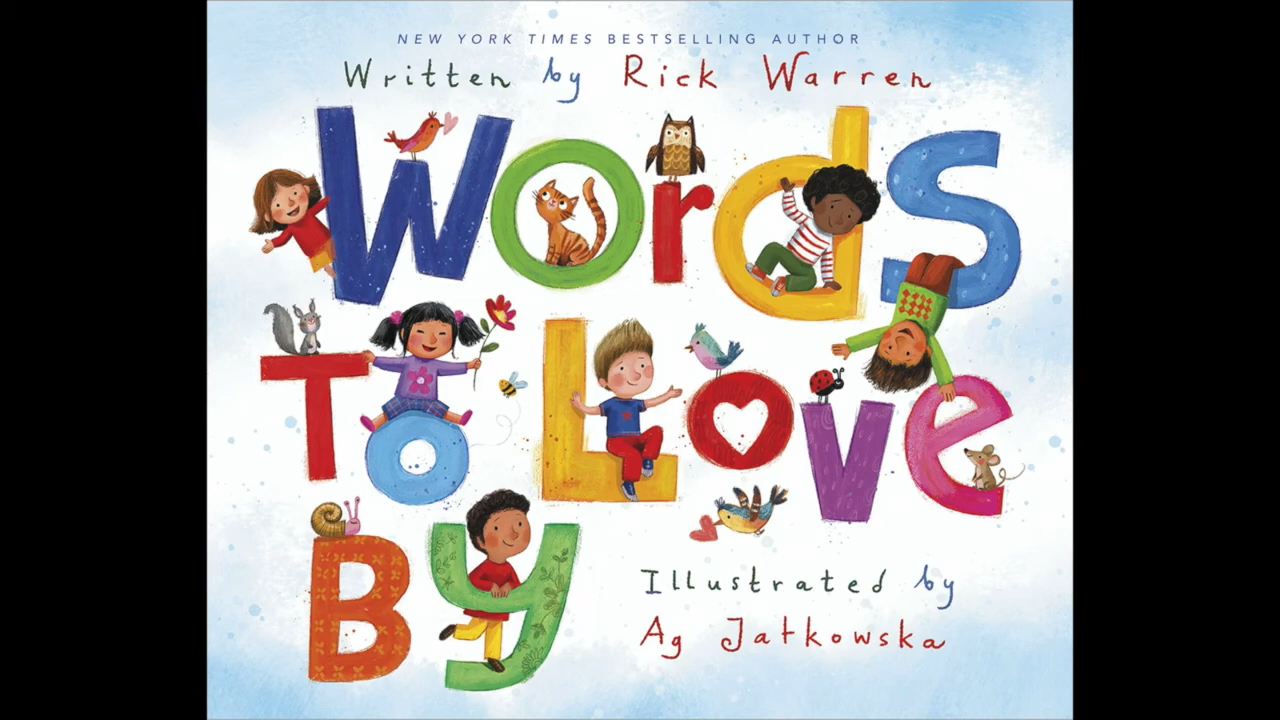 NEW YORK TIMES BESTSELLING AUTHOR
Written by Rick Warren
Words
To Love
By
Illustrated by
Ag Jatkowska